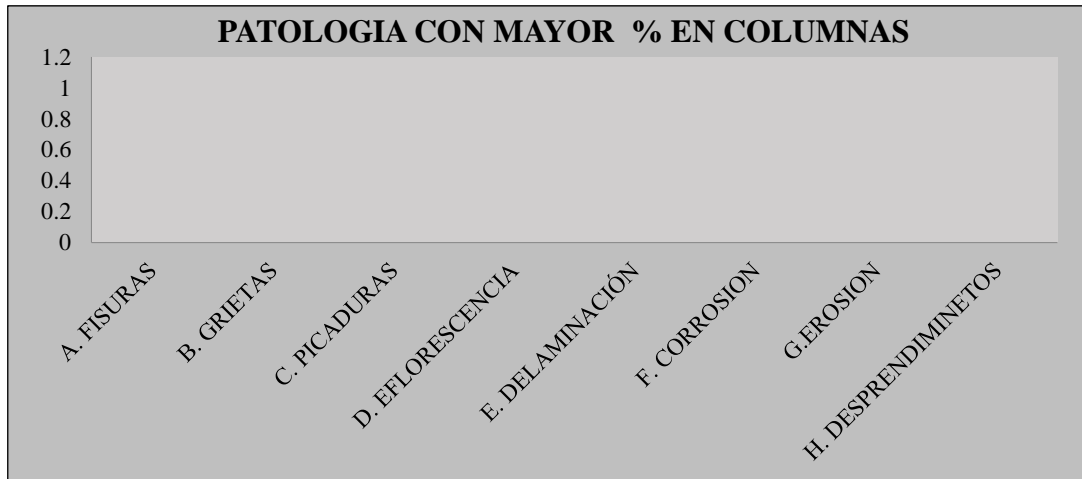 PATOLOGIA CON MAYOR % EN COLUMNAS
1.2
1
0.8
0.6
0.4
0.2
0
A. FISURAS
B. GRIETAS
C. PICADURAS
D. EFLORESCENCIA
E. DELAMINACIÓN
F. CORROSION
G.EROSION
H. DESPRENDIMINETOS